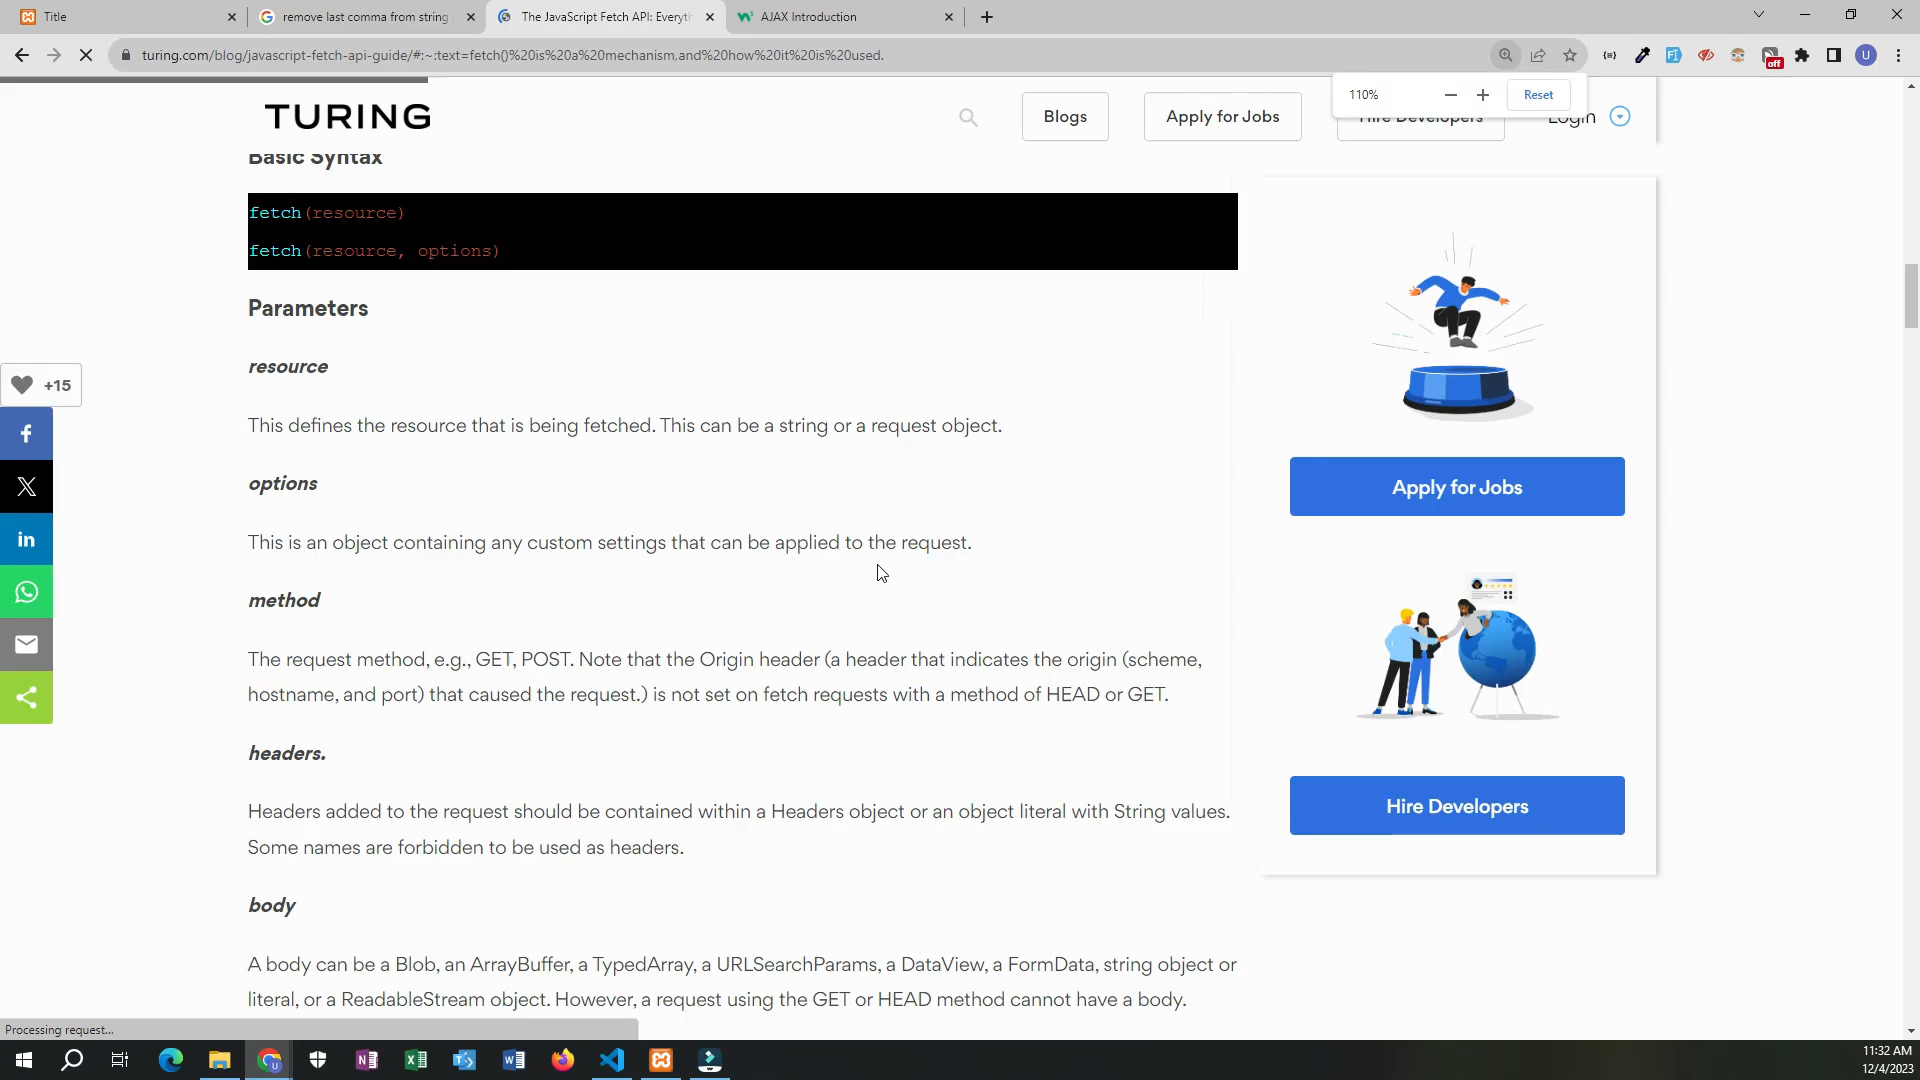 Title
remove last comma from string
The JavaScript Fetch API: Everyth
AJAX Introduction
turing.com/blog/javascript-fetch-api-guide/#:~:text=fetch()%20is%20a%20mechanism,and%20how%20it%20is%20used.
off
U
110%
Reset
TURING
Blogs
Apply for Jobs
Hire Developers
Login
Basic Syntax
fetch(resource)
fetch(resource, options)
Parameters
resource
This defines the resource that is being fetched. This can be a string or a request object.
options
This is an object containing any custom settings that can be applied to the request.
method
The request method, e.g., GET, POST. Note that the Origin header (a header that indicates the origin (scheme,
hostname, and port) that caused the request.) is not set on fetch requests with a method of HEAD or GET.
headers.
Headers added to the request should be contained within a Headers object or an object literal with String values.
Some names are forbidden to be used as headers.
body
A body can be a Blob, an ArrayBuffer, a TypedArray, a URLSearchParams, a DataView, a FormData, string object or
literal, or a ReadableStream object. However, a request using the GET or HEAD method cannot have a body.
+15
Apply for Jobs
Hire Developers
Processing request...
11:32 AM
12/4/2023